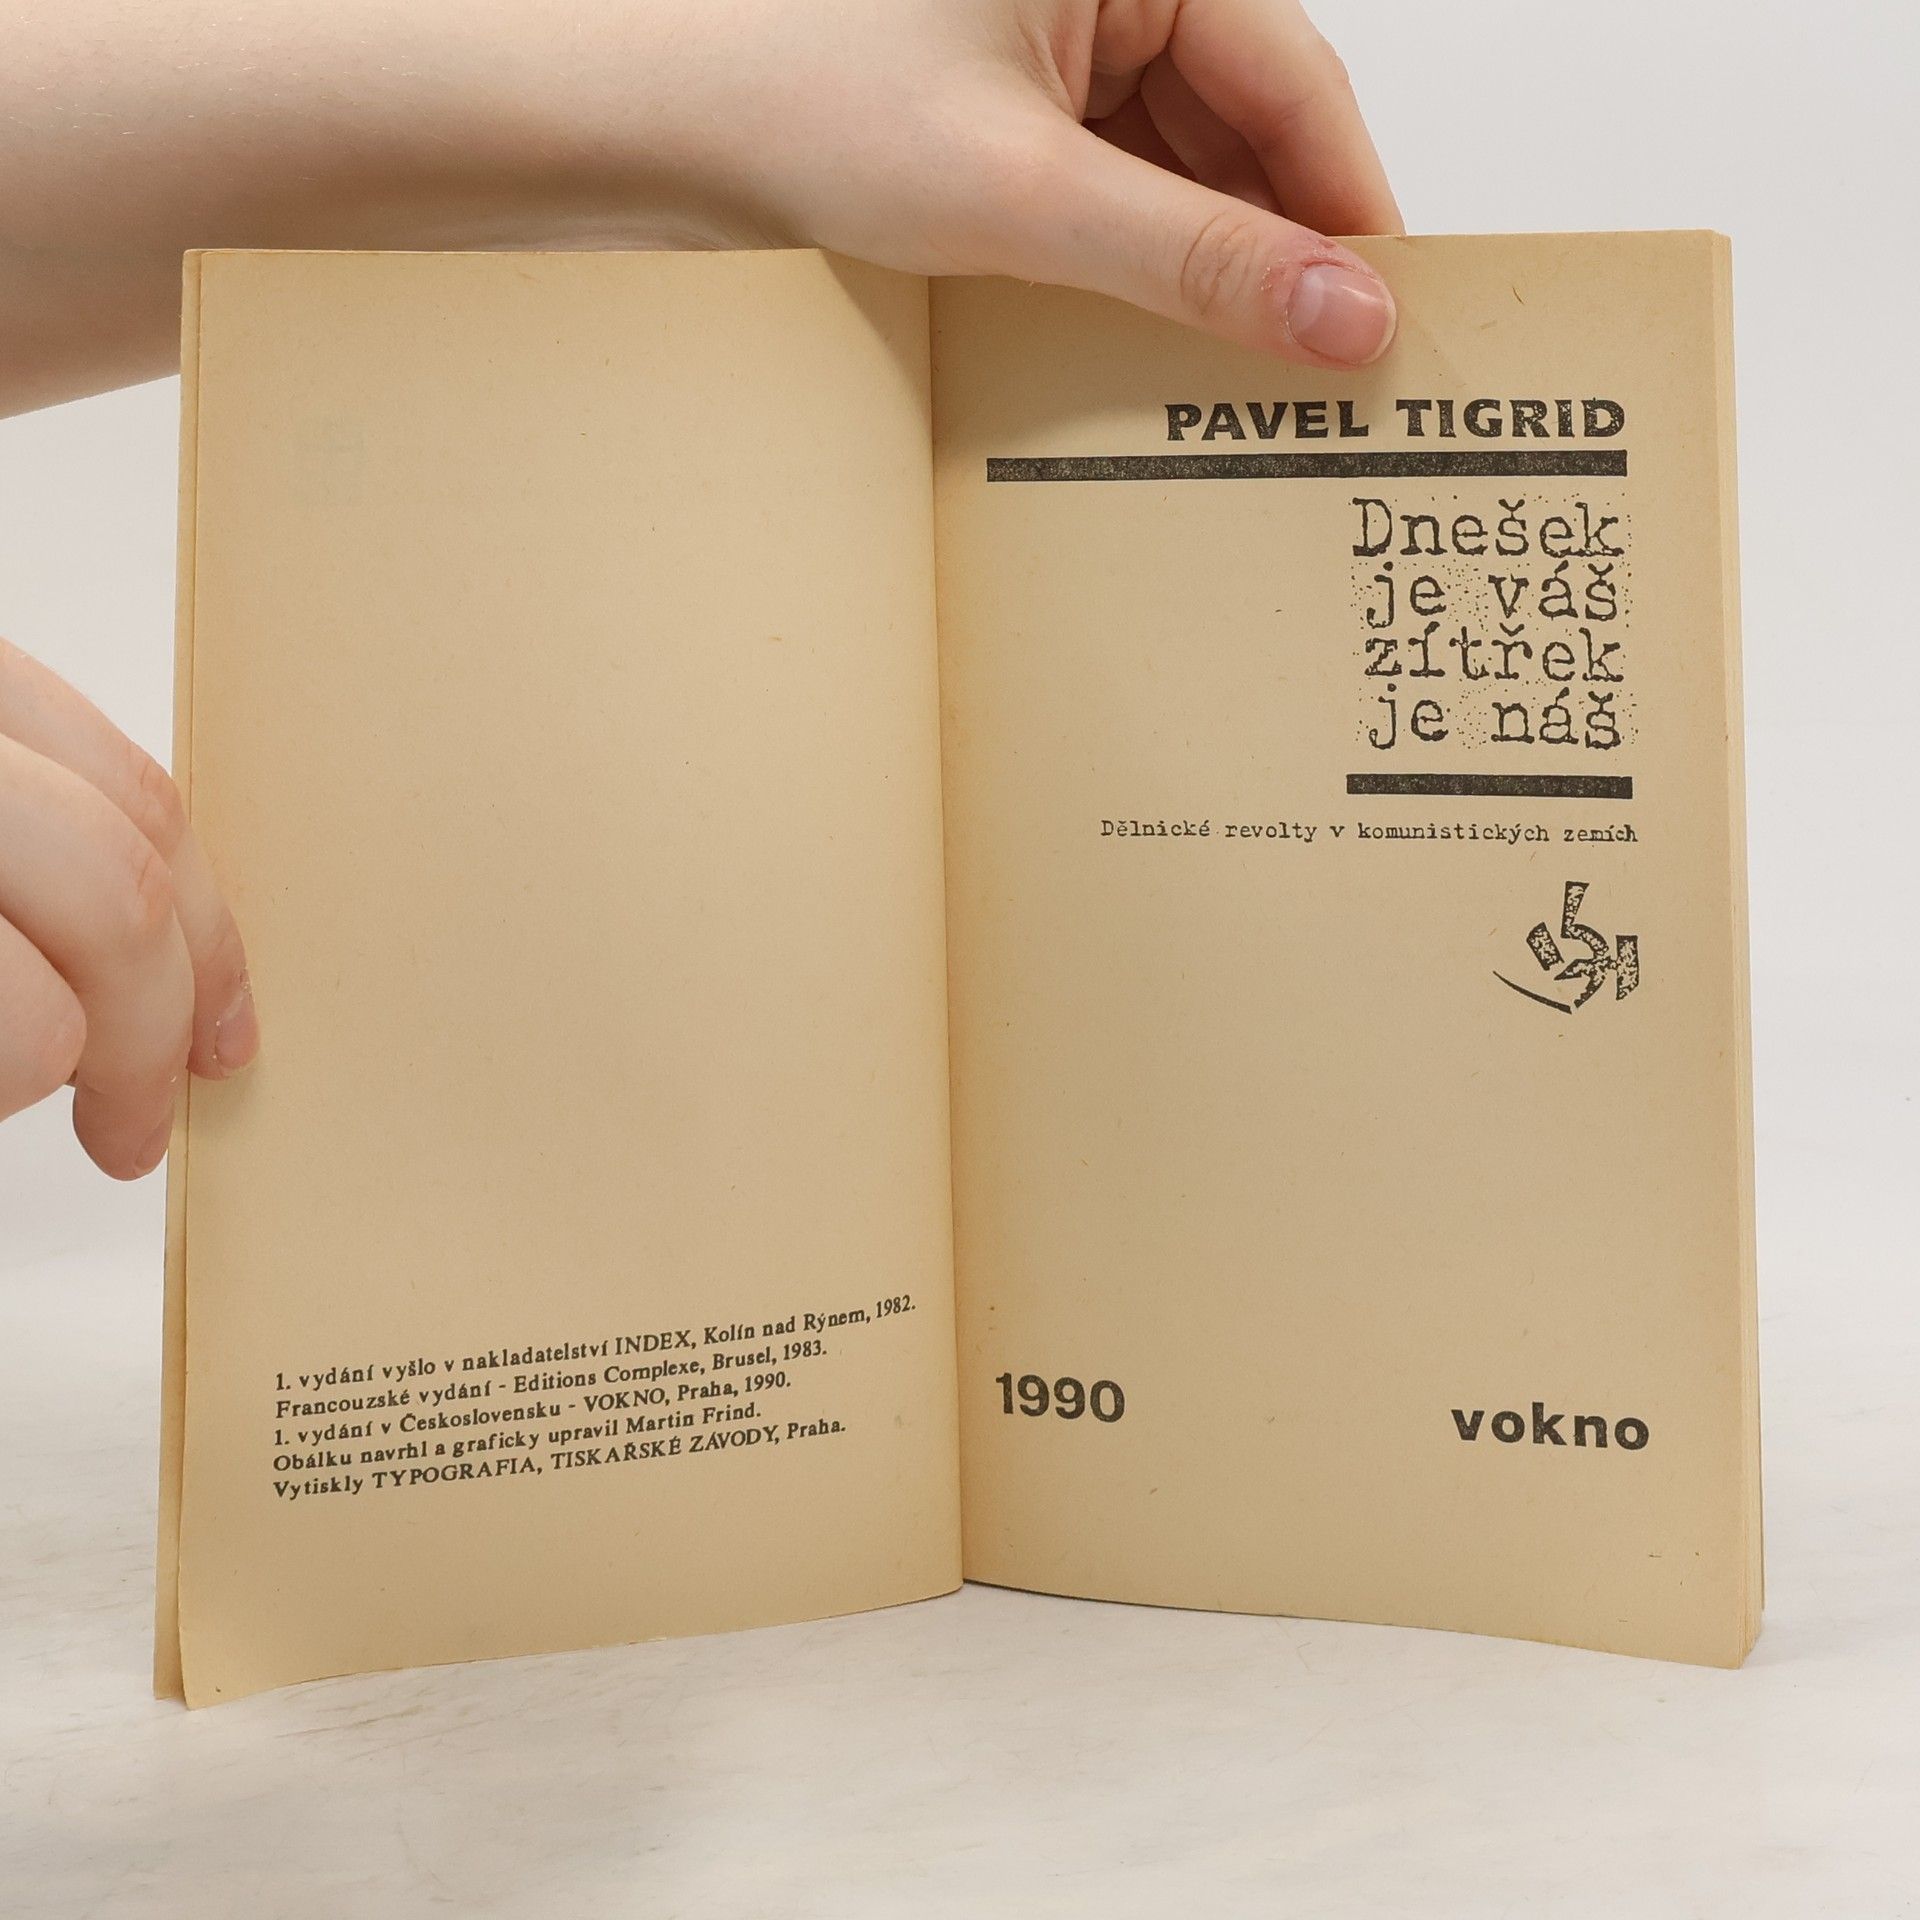 1. vydání vyšlo v nakladatelství INDEX, Kolín nad Rýnem, 1982.
Francouzské vydání - Editions Complexe, Brusel, 1983.
1. vydání v Československu - VOKNO, Praha, 1990.
Obálku navrhl a graficky upravil Martin Frind.
Vytiskly TYPOGRAFIA, TISKAŘSKÉ ZÁVODY, Praha.
PAVEL TIGRID
Dnešek
je váš
zítřek
je náš
Dělnické revolty v komunistických zemích
1990
vokno